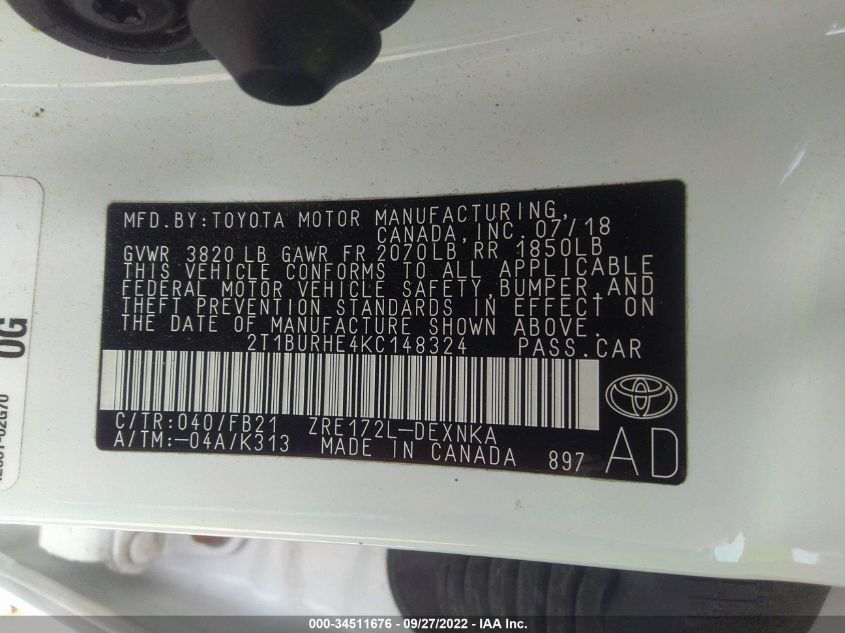 MFD.BY:TOYOTA MOTOR MANUFACTURING,
CANADA,INC. 07/18
GVWR 3820 LB GAWR FR 2070LB RR 1850LB
THIS VEHICLE CONFORMS TO ALL APPLICABLE
FEDERAL MOTOR VEHICLE SAFETY,BUMPER,AND
THEFT PREVENTION STANDARDS IN EFFECT ON
THE DATE OF MANUFACTURE SHOWN ABOVE.
2T1BURHE4KC148324 PASS.CAR
C/TR:040/FB21 ZRE172L-DEXNKA
A/TM:-04A/K313 MADE IN CANADA 897
AD
0G
000-34511676 - 09/27/2022 - IAA Inc.